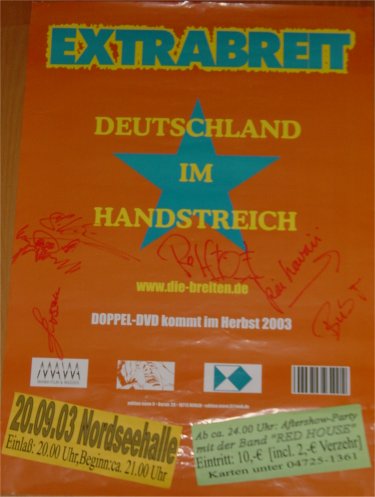 EXTRABREIT
DEUTSCHLAND
IM
HANDSTREICH
www.die-breiten.de
DOPPEL-DVD kommt im Herbst 2003
MAWA
20.09.03 Nordseehalle
Einlaß: 20.00 Uhr,Beginn:ca. 21.00 Uhr
Ab ca. 24.00 Uhr: Aftershow-Party
mit der Band "RED HOUSE"
Eintritt: 10,-€ [incl. 2,-€ Verzehr]
Karten unter 04725-1361